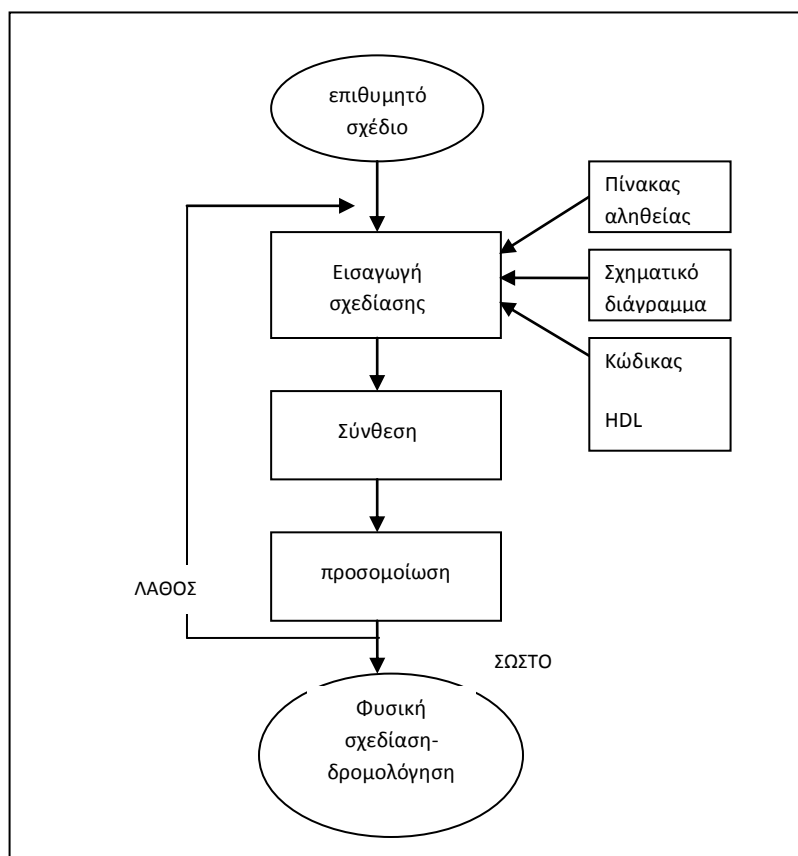 επιθυμητό
σχέδιο
Πίνακας
αληθείας
Εισαγωγή
σχεδίασης
Σχηματικό
διάγραμμα
Κώδικας
HDL
Σύνθεση
προσομοίωση
ΛΑΘΟΣ
ΣΩΣΤΟ
Φυσική
σχεδίαση-
δρομολόγηση